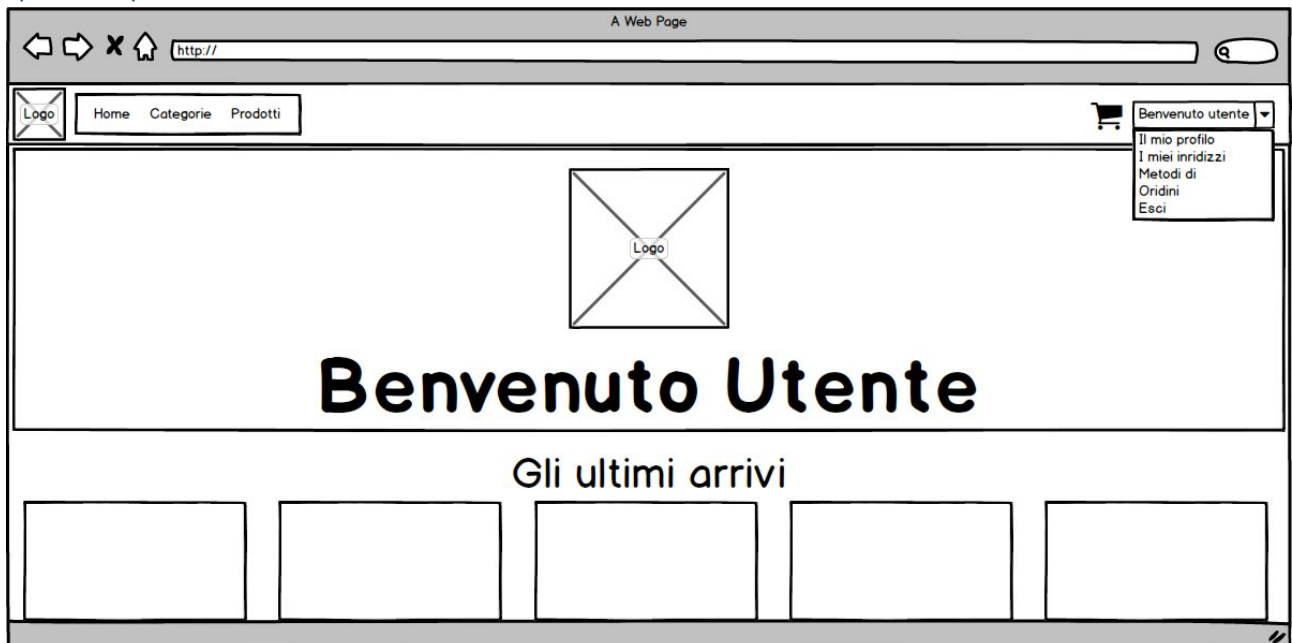 A Web Page
http://
Logo
Home Categorie Prodotti
Benvenuto utente
Il mio profilo
I miei inridizzi
Metodi di
Oridini
Esci
Logo
Benvenuto Utente
Gli ultimi arrivi